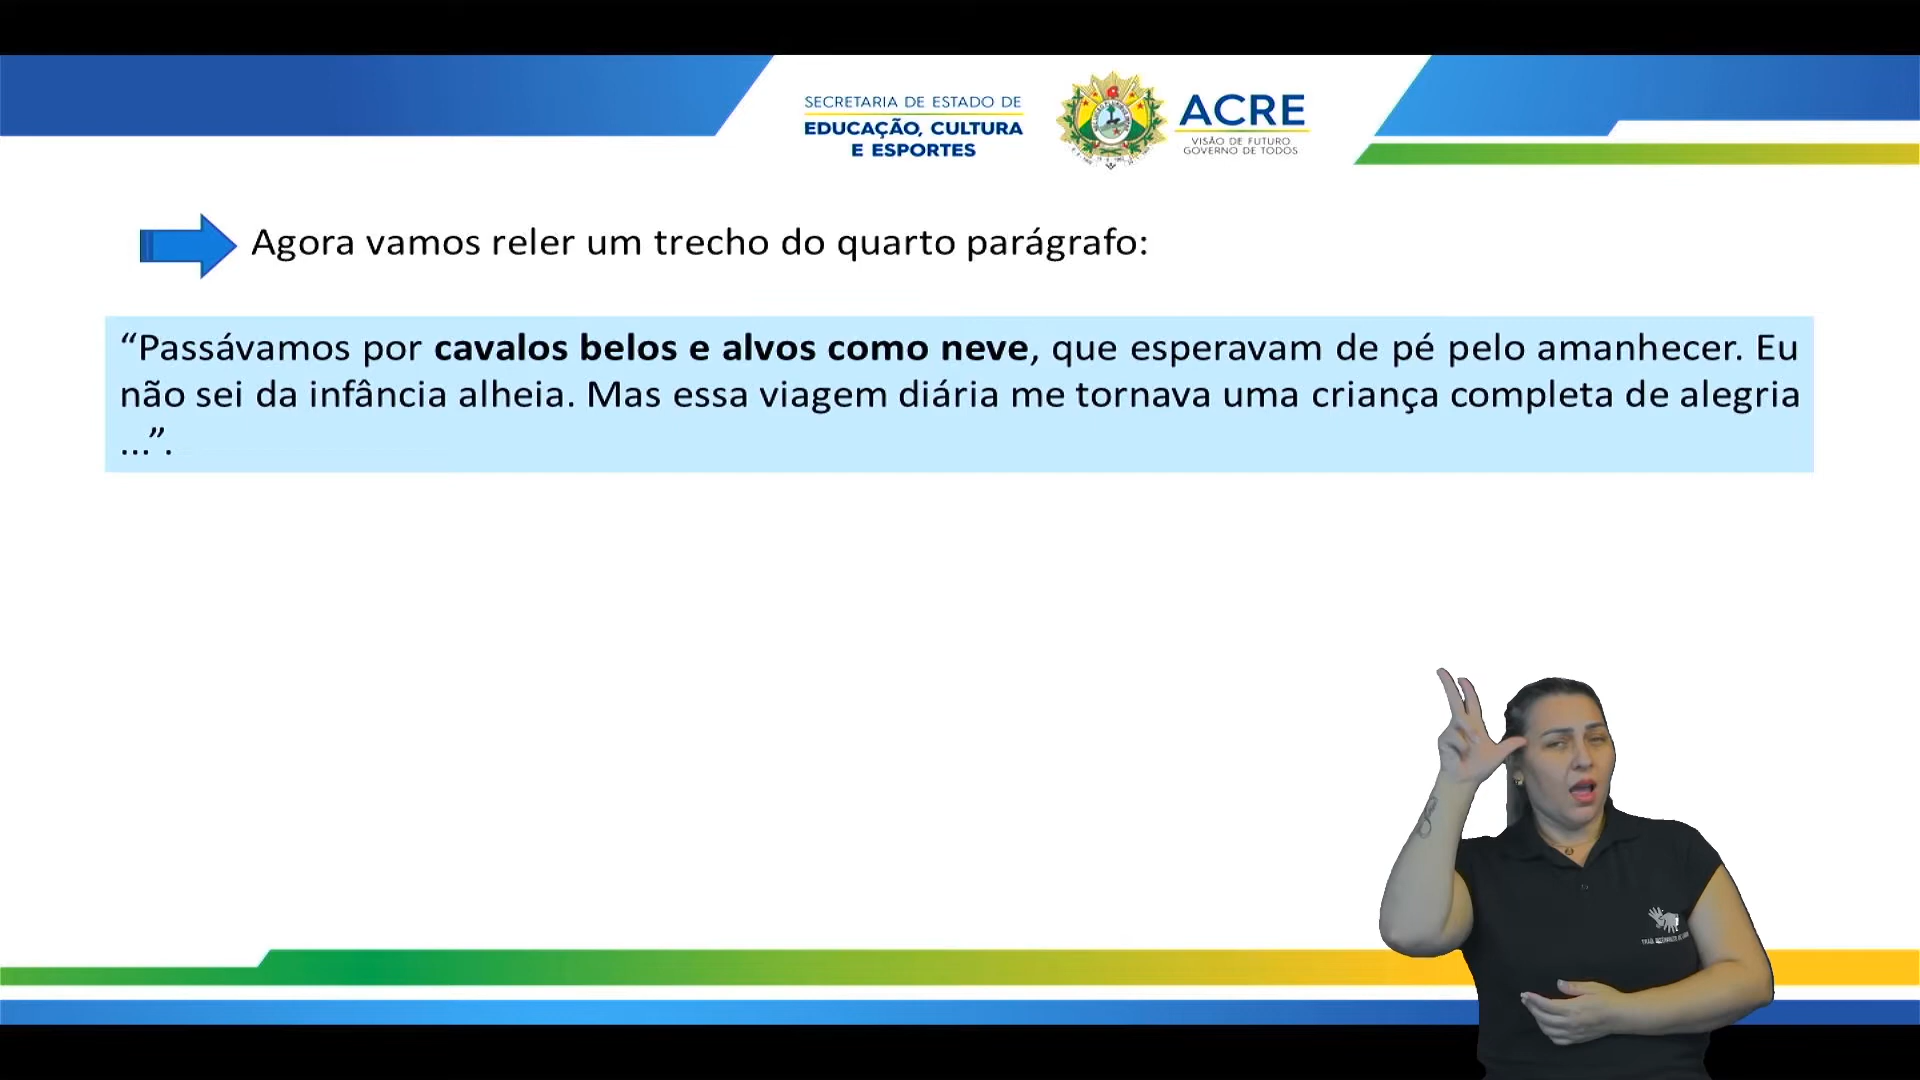 SECRETARIA DE ESTADO DE
EDUCAÇÃO, CULTURA
E ESPORTES
ACRE
VISÃO DE FUTURO
GOVERNO DE TODOS
Agora vamos reler um trecho do quarto parágrafo:
“Passávamos por cavalos belos e alvos como neve, que esperavam de pé pelo amanhecer. Eu
não sei da infância alheia. Mas essa viagem diária me tornava uma criança completa de alegria
...”.